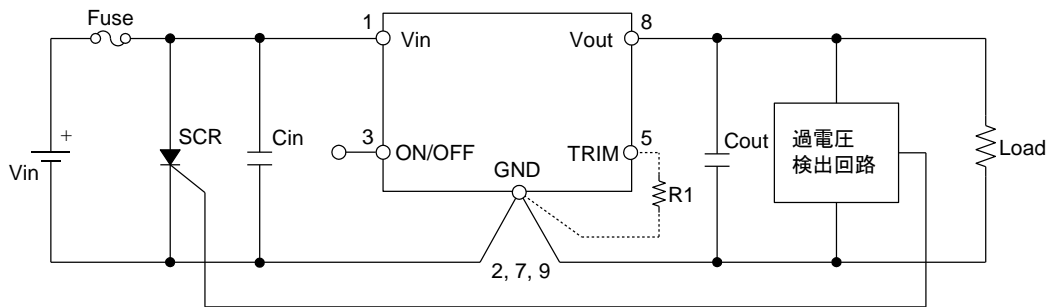 Fuse
1
8
Vin
Vout
+
SCR
Cin
3
ON/OFF
TRIM
5
GND
R1
Cout
過電圧
検出回路
Load
Vin
2, 7, 9